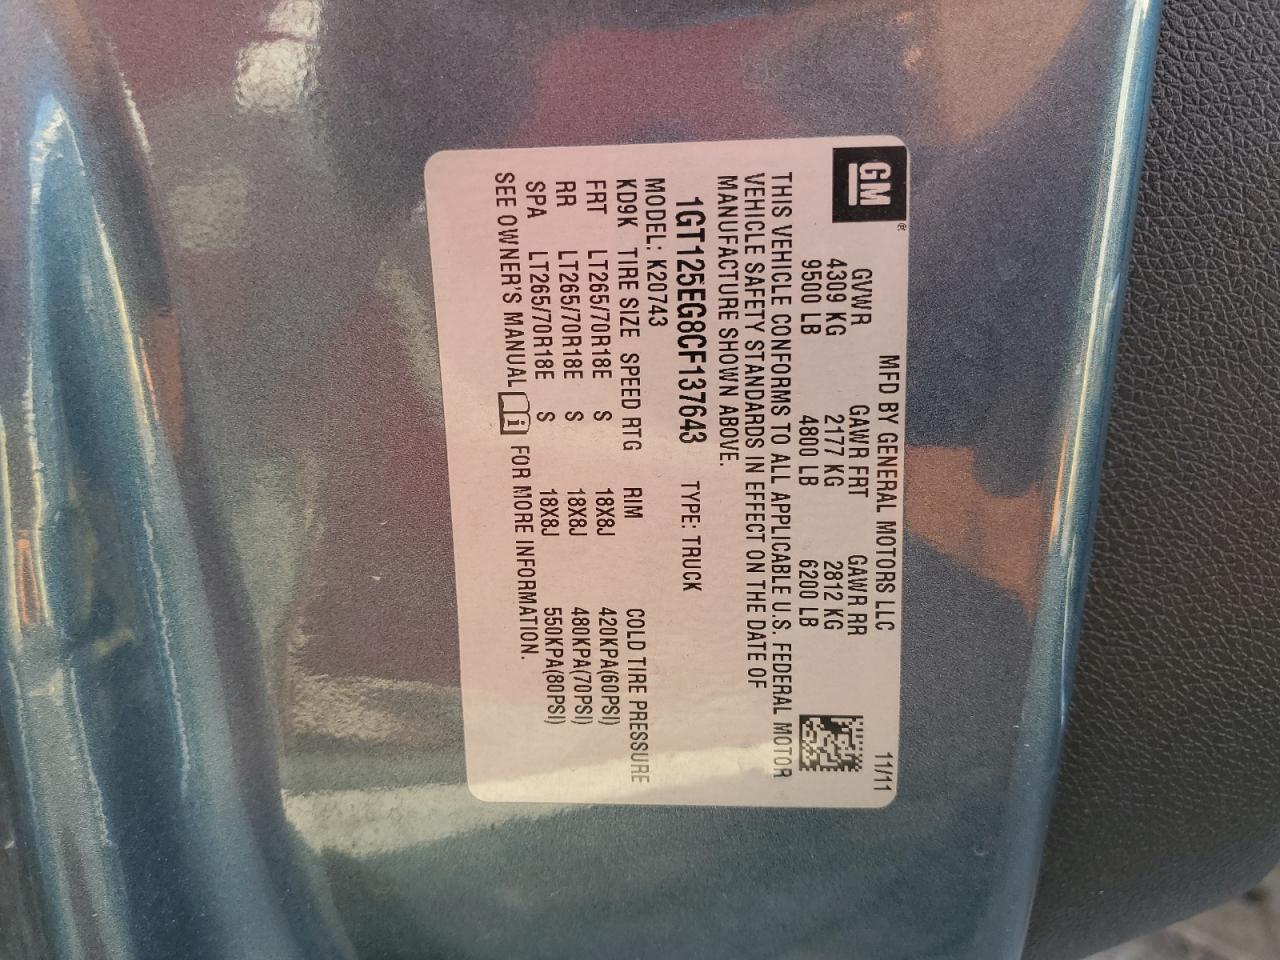 GM®
MFD BY GENERAL MOTORS LLC 11/11
GVWR GAWR FRT GAWR RR
4309 KG 2177 KG 2812 KG
9500 LB 4800 LB 6200 LB
THIS VEHICLE CONFORMS TO ALL APPLICABLE U.S. FEDERAL MOTOR
VEHICLE SAFETY STANDARDS IN EFFECT ON THE DATE OF
MANUFACTURE SHOWN ABOVE.
1GT125EG8CF137643 TYPE: TRUCK
MODEL: K20743
KD9K TIRE SIZE SPEED RTG RIM COLD TIRE PRESSURE
FRT LT265/70R18E S 18X8J 420KPA(60PSI)
RR LT265/70R18E S 18X8J 480KPA(70PSI)
SPA LT265/70R18E S 18X8J 550KPA(80PSI)
SEE OWNER'S MANUAL i FOR MORE INFORMATION.